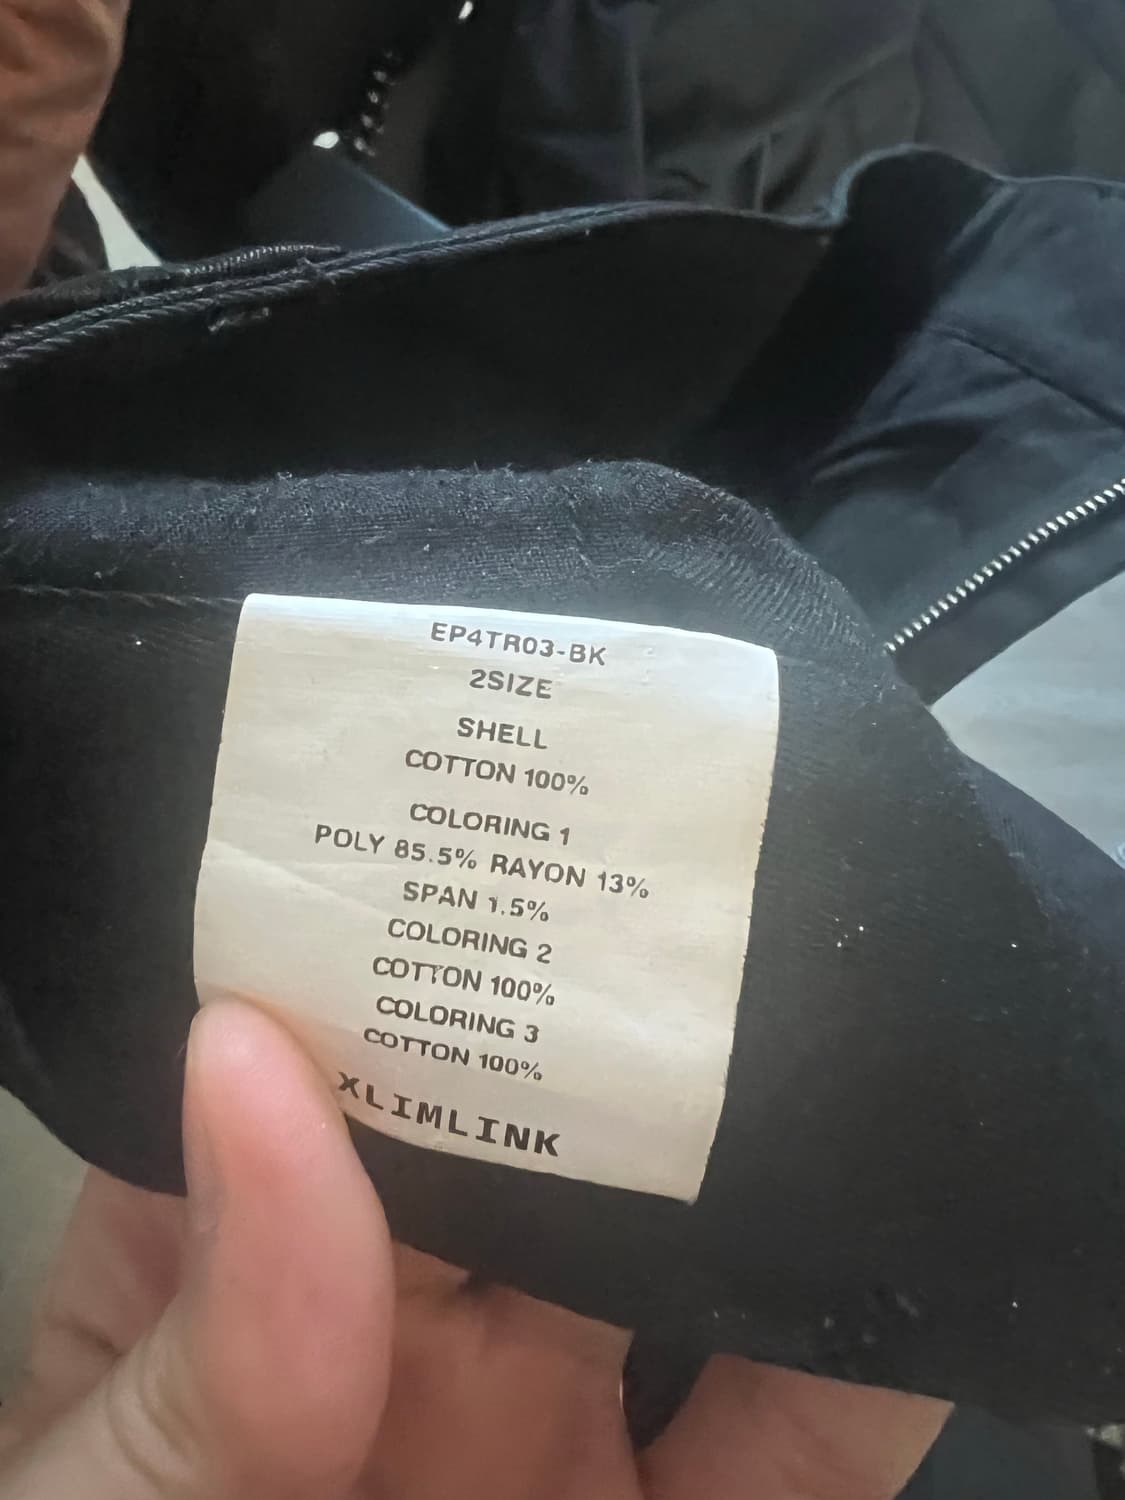 EP4TR03-BK
2SIZE
SHELL
COTTON 100%
COLORING 1
POLY 85.5% RAYON 13%
SPAN 1.5%
COLORING 2
COTTON 100%
COLORING 3
COTTON 100%
XLIMLINK